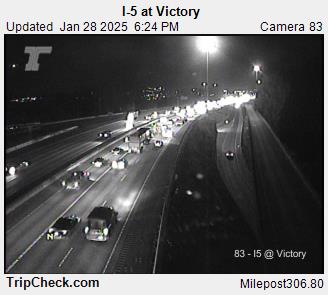 I-5 at Victory
Updated Jan 28 2025 6:24 PM Camera 83
T
N
83 - I5 @ Victory
TripCheck.com Milepost306.80